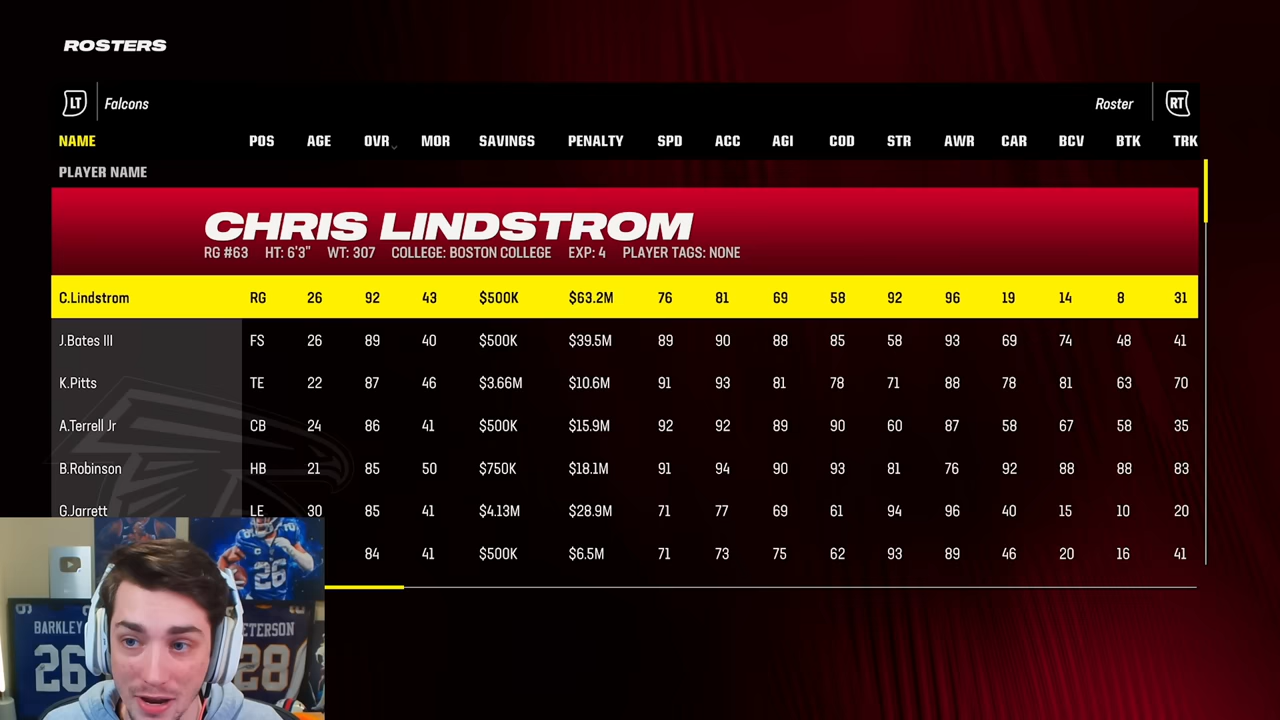 ROSTERS
LT Falcons Roster RT
NAME POS AGE OVR MOR SAVINGS PENALTY SPD ACC AGI COD STR AWR CAR BCV BTK TRK
PLAYER NAME
CHRIS LINDSTROM
RG #63 HT: 6'3" WT: 307 COLLEGE: BOSTON COLLEGE EXP: 4 PLAYER TAGS: NONE
C.Lindstrom RG 26 92 43 $500K $63.2M 76 81 69 58 92 96 19 14 8 31
J.Bates III FS 26 89 40 $500K $39.5M 89 90 88 85 58 93 69 74 48 41
K.Pitts TE 22 87 46 $3.66M $10.6M 91 93 81 78 71 88 78 81 63 70
A.Terrell Jr CB 24 86 41 $500K $15.9M 92 92 89 90 60 87 58 67 58 35
B.Robinson HB 21 85 50 $750K $18.1M 91 94 90 93 81 76 92 88 88 83
G.Jarrett LE 30 85 41 $4.13M $28.9M 71 77 69 61 94 96 40 15 10 20
84 41 $500K $6.5M 71 73 75 62 93 89 46 20 16 41
26
BARKLEY ETERSON
26 28